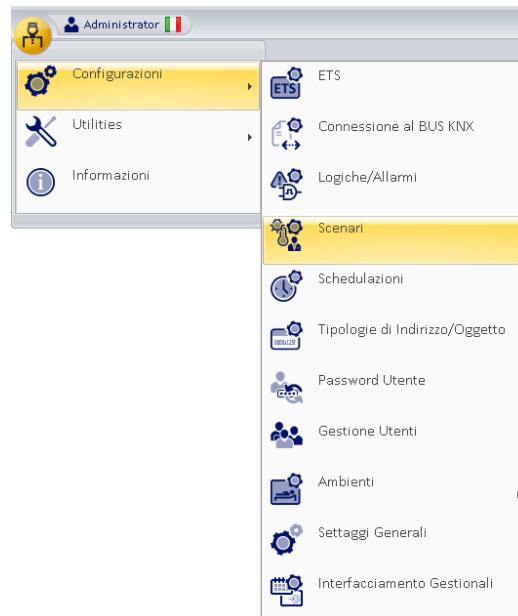 Administrator
Configurazioni
Utilities
Informazioni
ETS
ETS
Connessione al BUS KNX
Logiche/Allarmi
Scenari
Schedulazioni
Tipologie di Indirizzo/Oggetto
Password Utente
Gestione Utenti
Ambienti
Settaggi Generali
Interfacciamento Gestionali